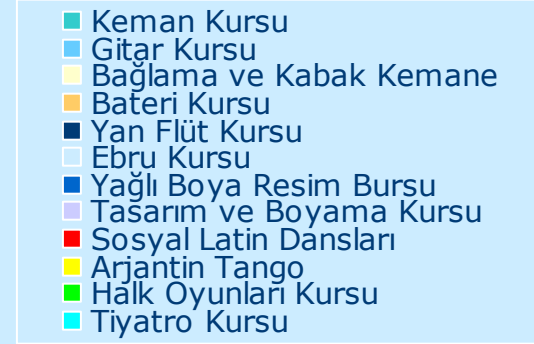 Keman Kursu
Gitar Kursu
Bağlama ve Kabak Kemane
Bateri Kursu
Yan Flüt Kursu
Ebru Kursu
Yağlı Boya Resim Bursu
Tasarım ve Boyama Kursu
Sosyal Latin Dansları
Arjantin Tango
Halk Oyunları Kursu
Tiyatro Kursu